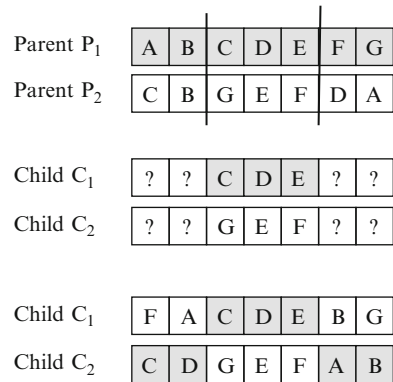 Parent P₁ A B C D E F G
Parent P₂ C B G E F D A
Child C₁ ? ? C D E ? ?
Child C₂ ? ? G E F ? ?
Child C₁ F A C D E B G
Child C₂ C D G E F A B